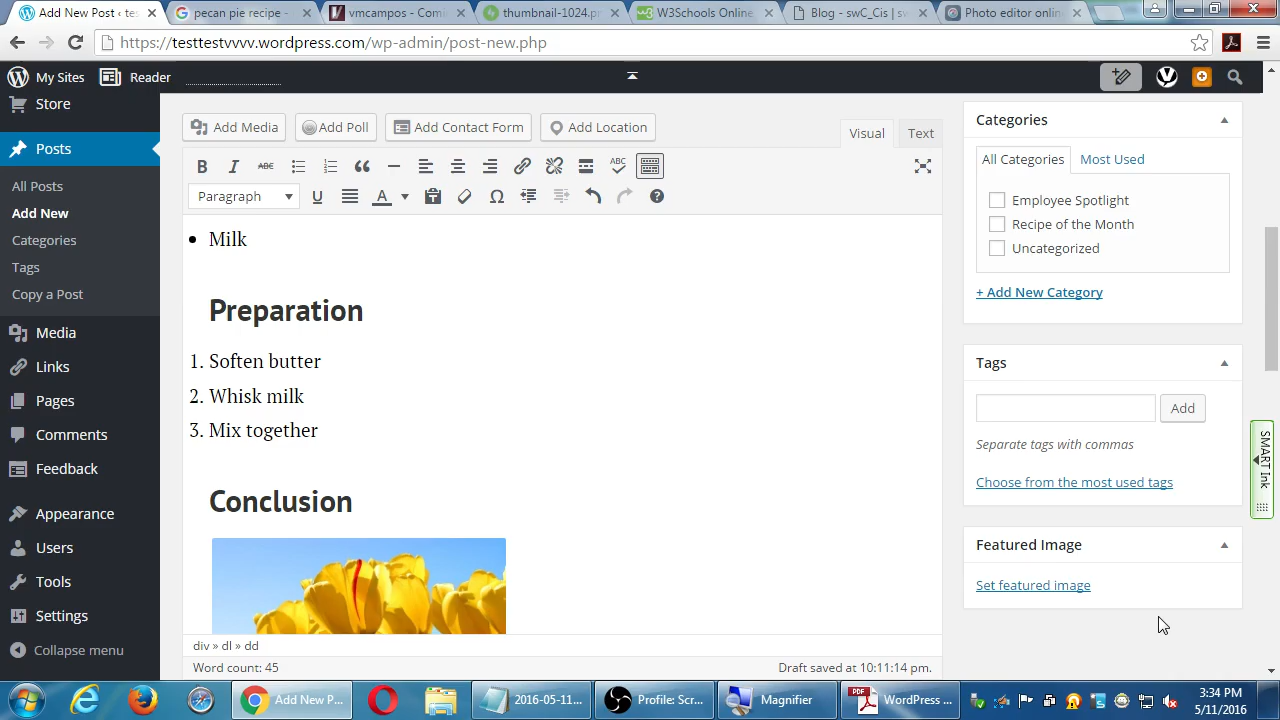 Add New Post ‹ te
pecan pie recipe -
vmcampos - Comi
thumbnail-1024.p
W3Schools Online
Blog - swC_Cis | sw
Photo editor onlin
https://testtestvvvv.wordpress.com/wp-admin/post-new.php
My Sites
Reader
Store
Posts
All Posts
Add New
Categories
Tags
Copy a Post
Media
Links
Pages
Comments
Feedback
Appearance
Users
Tools
Settings
Collapse menu
Add Media
Add Poll
Add Contact Form
Add Location
Visual
Text
B I ABC ABC
Paragraph U A Ω
• Milk
Preparation
1. Soften butter
2. Whisk milk
3. Mix together
Conclusion
div » dl » dd
Word count: 45
Draft saved at 10:11:14 pm.
Categories
All Categories
Most Used
Employee Spotlight
Recipe of the Month
Uncategorized
+ Add New Category
Tags
Add
Separate tags with commas
Choose from the most used tags
Featured Image
Set featured image
SMART Ink
Add New P...
2016-05-11...
Profile: Scr...
Magnifier
PDF
WordPress ...
3:34 PM
5/11/2016